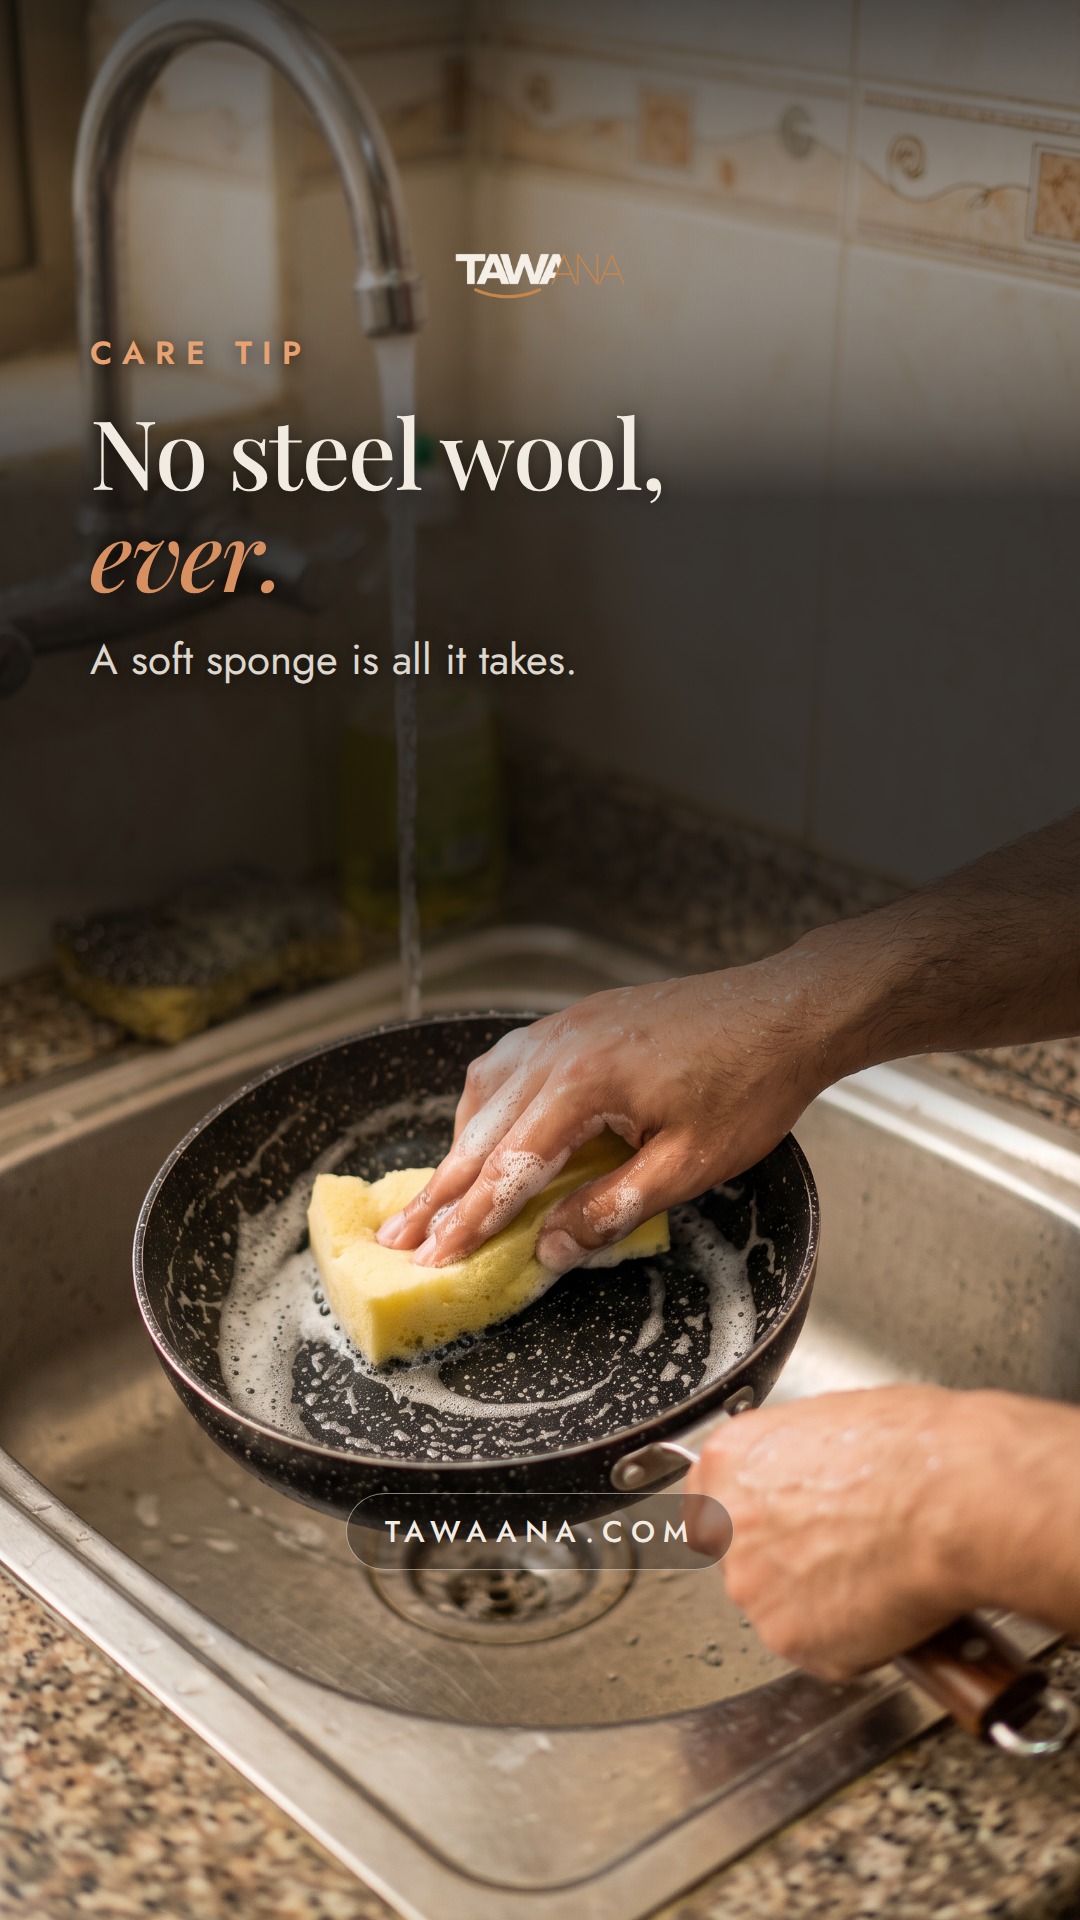 TAWAANA
CARE TIP
No steel wool,
ever.
A soft sponge is all it takes.
TAWAANA.COM